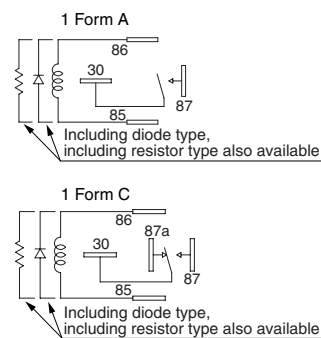 1 Form A
86
30
87
85
Including diode type,
including resistor type also available
1 Form C
86
87a
30
87
85
Including diode type,
including resistor type also available